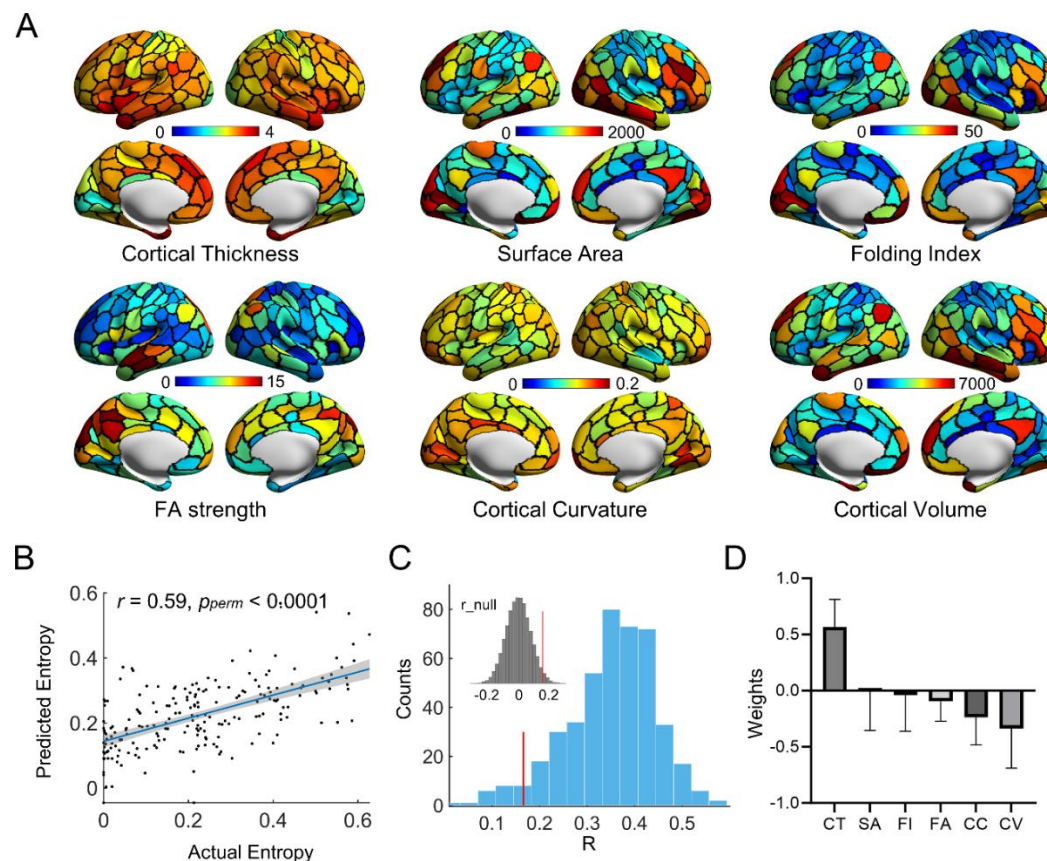 A
0 4
0 2000
0 50
Cortical Thickness
Surface Area
Folding Index
0 15
0 0.2
0 7000
FA strength
Cortical Curvature
Cortical Volume
B
r = 0.59, pperm < 0.0001
Predicted Entropy
0.6
0.4
0.2
0
0 0.2 0.4 0.6
Actual Entropy
C
r_null
-0.2 0 0.2
Counts
80
60
40
20
0
0.1 0.2 0.3 0.4 0.5
R
D
Weights
1.0
0.5
0.0
-0.5
-1.0
CT SA FI FA CC CV